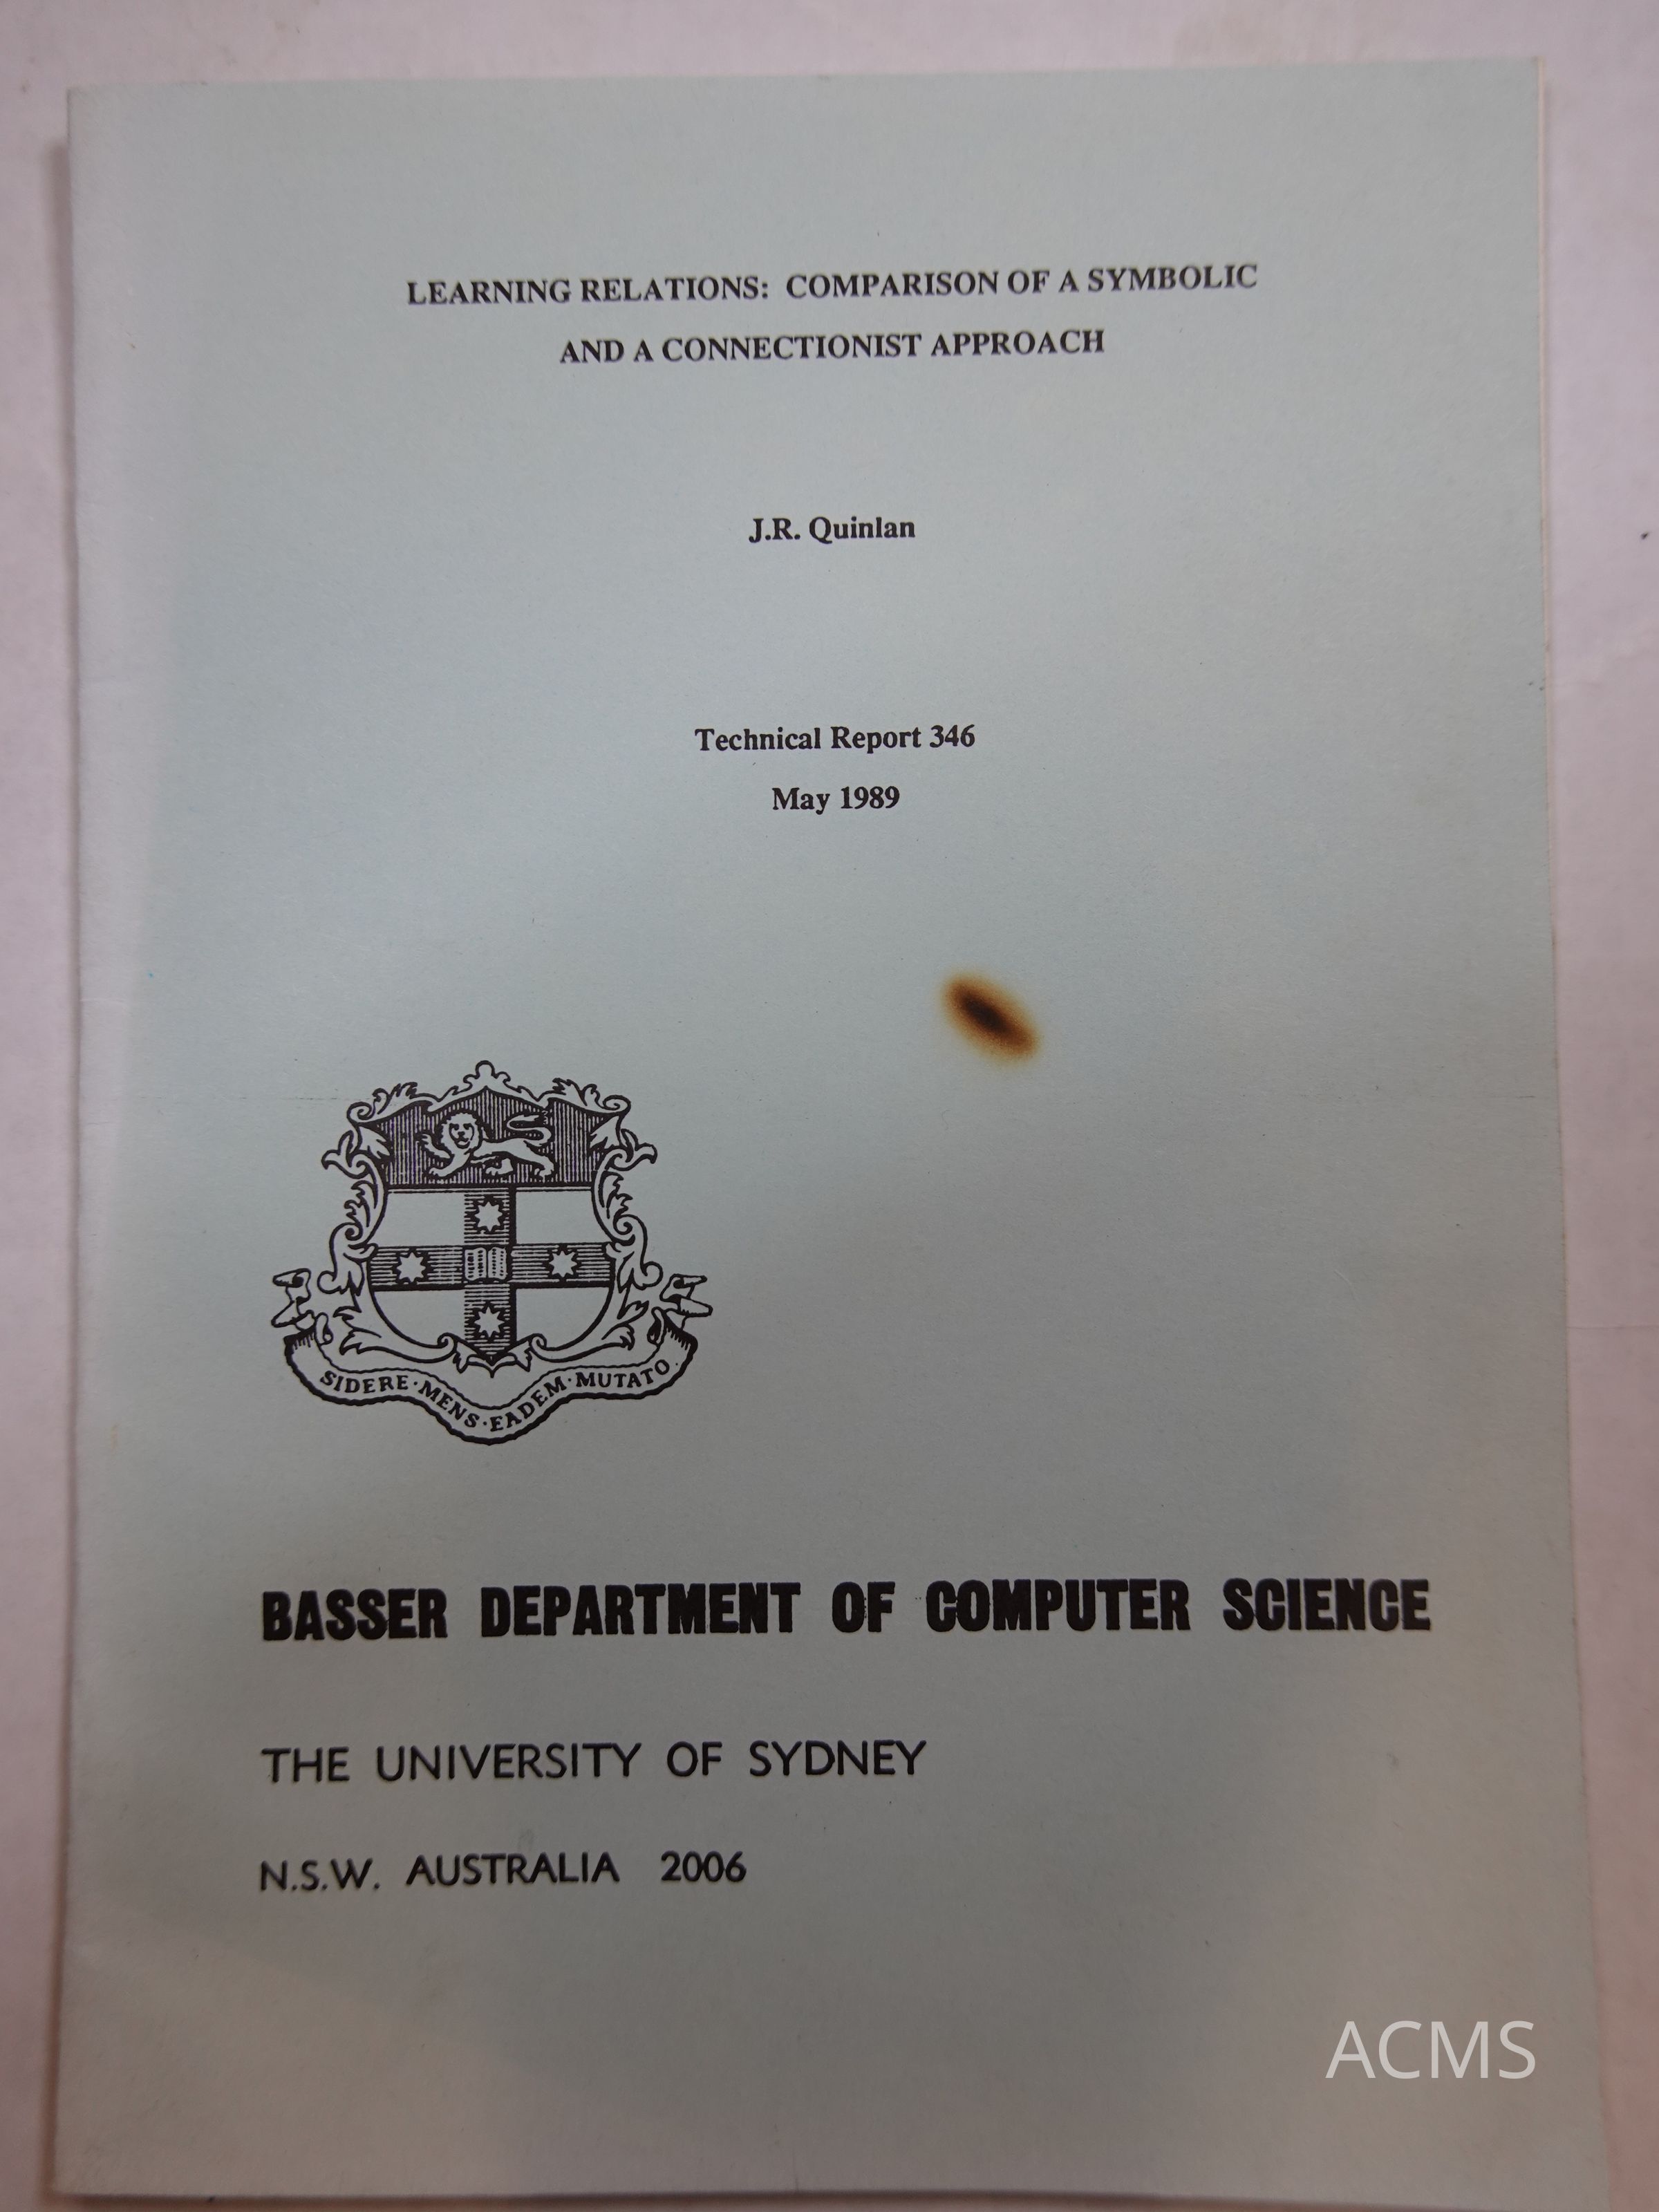 LEARNING RELATIONS: COMPARISON OF A SYMBOLIC
AND A CONNECTIONIST APPROACH
J.R. Quinlan
Technical Report 346
May 1989
SIDERE·MENS·EADEM·MUTATO
BASSER DEPARTMENT OF COMPUTER SCIENCE
THE UNIVERSITY OF SYDNEY
N.S.W. AUSTRALIA 2006
ACMS